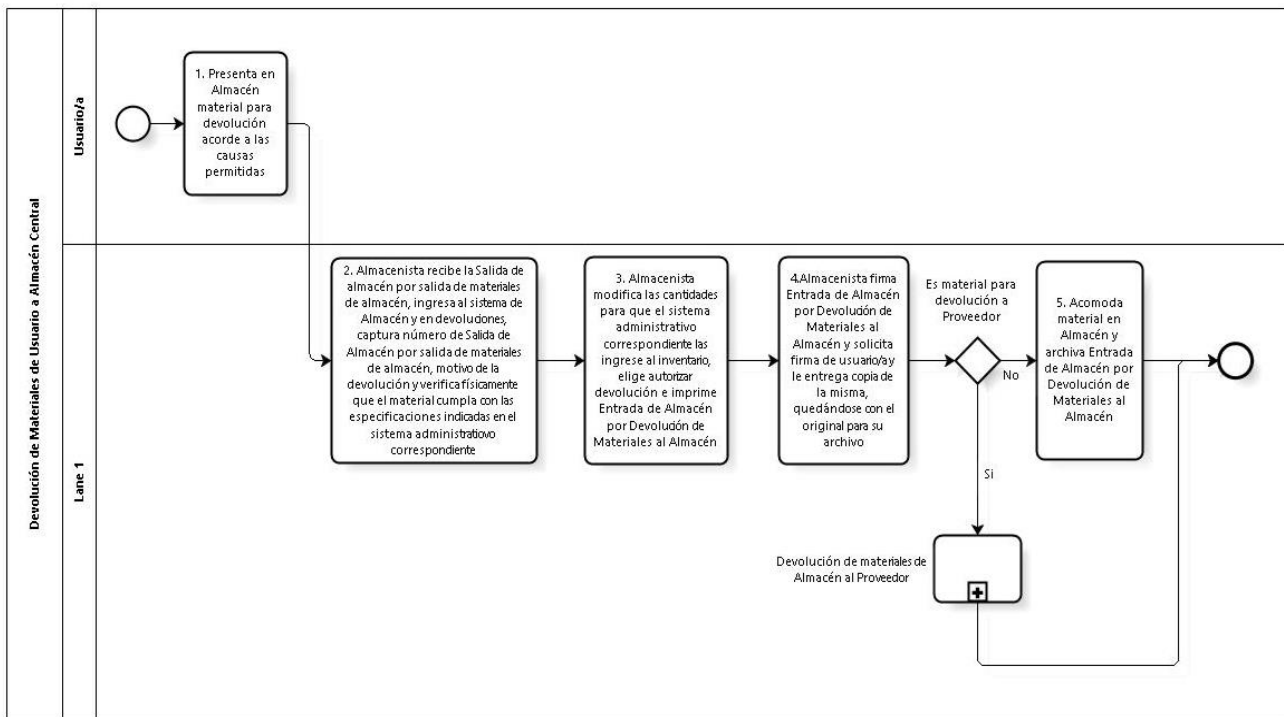 Devolución de Materiales de Usuario a Almacén Central
Usuario/a
1. Presenta en
Almacén
material para
devolución
acorde a las
causas
permitidas
Lane 1
2. Almacenista recibe la Salida de
almacén por salida de materiales
de almacén, ingresa al sistema de
Almacén y en devoluciones,
captura número de Salida de
Almacén por salida de materiales
de almacén, motivo de la
devolución y verifica físicamente
que el material cumpla con las
especificaciones indicadas en el
sistema administratiovo
correspondiente
3. Almacenista
modifica las cantidades
para que el sistema
administrativo
correspondiente las
ingrese al inventario,
elige autorizar
devolución e imprime
Entrada de Almacén
por Devolución de
Materiales al Almacén
4.Almacenista firma
Entrada de Almacén
por Devolución de
Materiales al
Almacén y solicita
firma de usuario/ay
le entrega copia de
la misma,
quedándose con el
original para su
archivo
Es material para
devolución a
Proveedor
No
Si
5. Acomoda
material en
Almacén y
archiva Entrada
de Almacén por
Devolución de
Materiales al
Almacén
Devolución de materiales de
Almacén al Proveedor